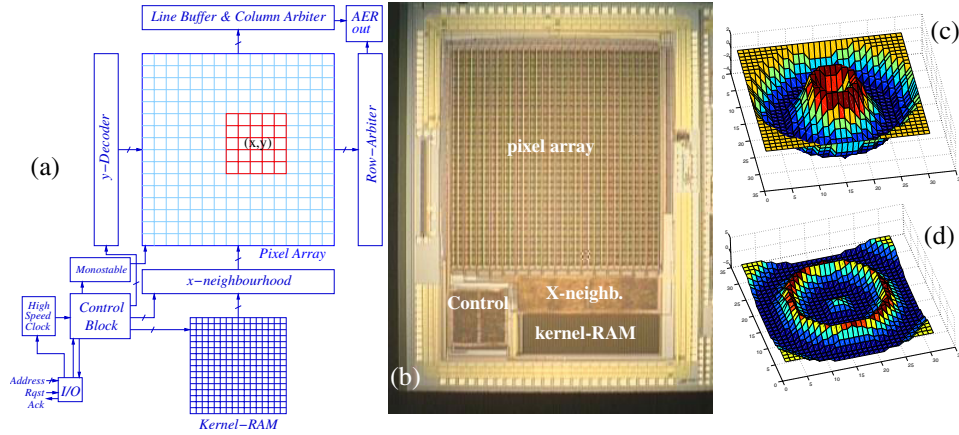 Line Buffer & Column Arbiter
AER
out
y-Decoder
(x,y)
Row-Arbiter
(a)
Pixel Array
Monostable
x-neighbourhood
High
Speed
Clock
Control
Block
Address
Rqst
Ack
I/O
Kernel-RAM
pixel array
Control
X-neighb.
kernel-RAM
(b)
(c)
(d)